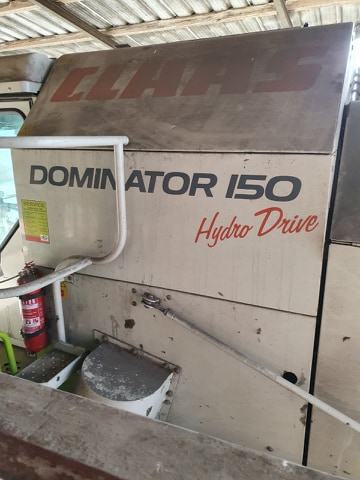 CLAAS
DOMINATOR 150
Hydro Drive